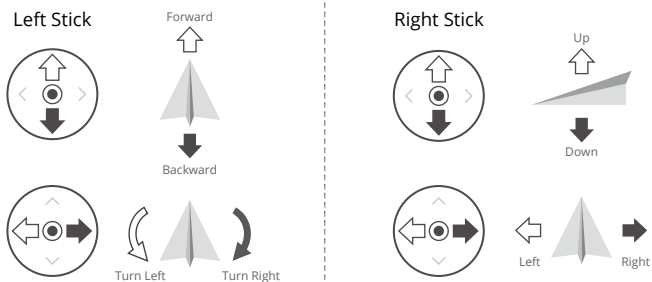 Left Stick
Forward
Backward
Turn Left
Turn Right
Right Stick
Up
Down
Left
Right